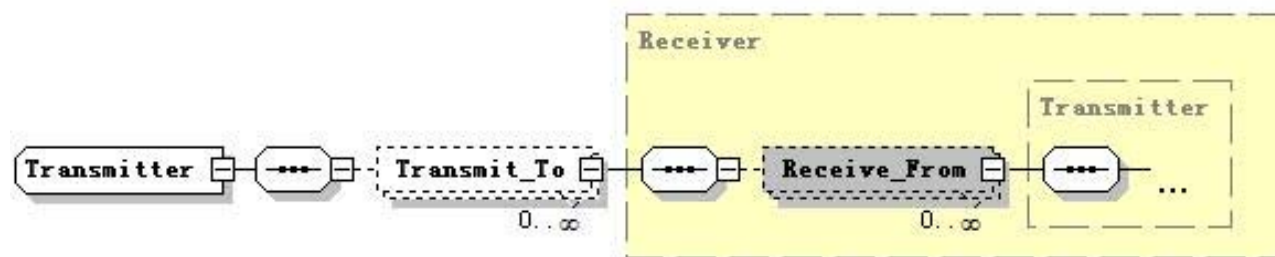 Receiver
Transmitter
Transmitter
Transmit_To
Receive_From
...
0..∞
0..∞